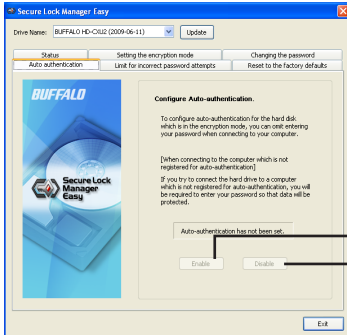 Secure Lock Manager Easy
Drive Name: BUFFALO HD-CXU2 (2009-06-11) Update
Status Setting the encryption mode Changing the password
Auto authentication Limit for incorrect password attempts Reset to the factory defaults
BUFFALO
Secure Lock
Manager
Easy
Configure Auto-authentication.
To configure auto-authentication for the hard disk
which is in the encryption mode, you can omit entering
your password when connecting to your computer.
[When connecting to the computer which is not
registered for auto-authentication]
If you try to connect the hard drive to a computer
which is not registered for auto-authentication, you will
be required to enter your password so that data will be
protected.
Auto-authentication has not been set.
Enable Disable
Exit